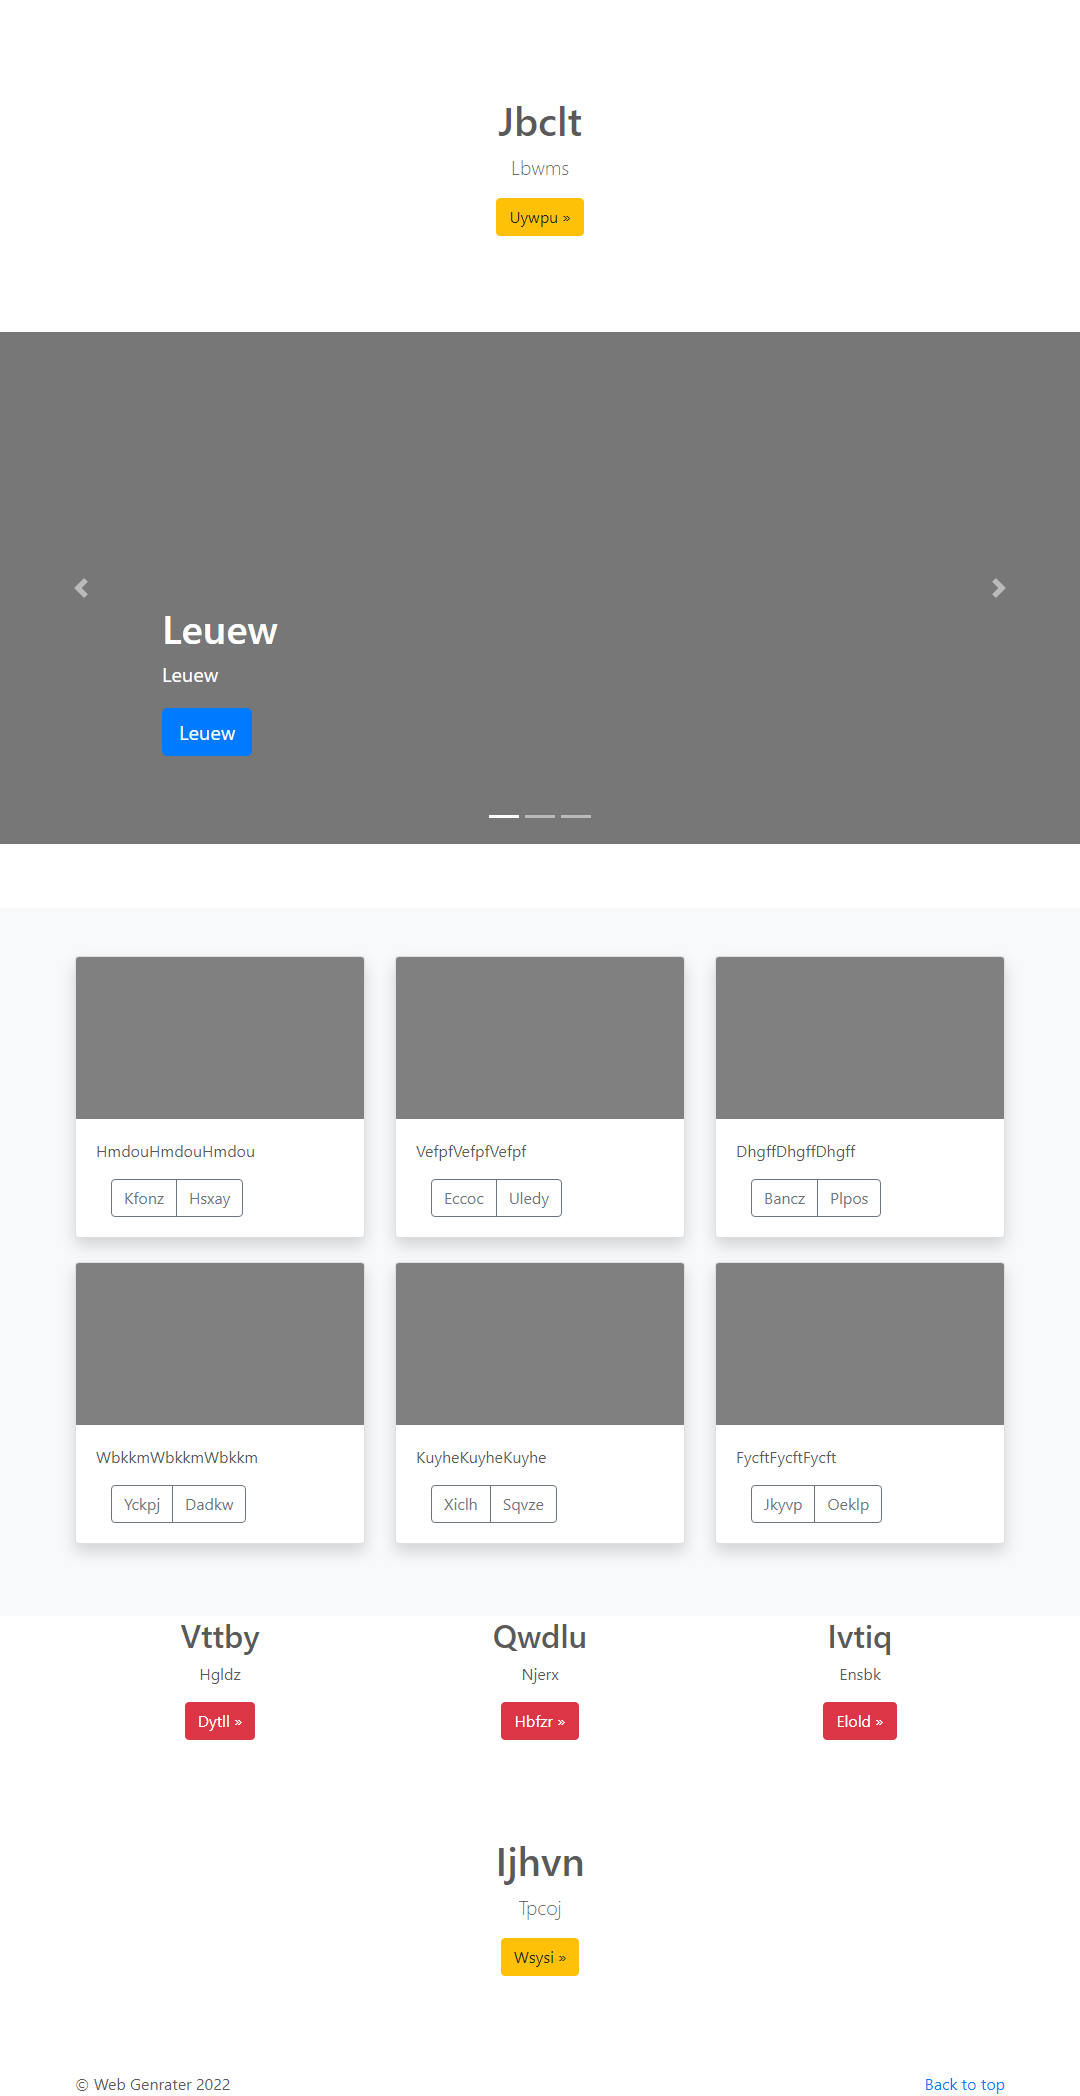 Jbclt
Lbwms
Uywpu »
Leuew
Leuew
Leuew
HmdouHmdouHmdou
Kfonz Hsxay
VefpfVefpfVefpf
Eccoc Uledy
DhgffDhgffDhgff
Bancz Plpos
WbkkmWbkkmWbkkm
Yckpj Dadkw
KuyheKuyheKuyhe
Xiclh Sqvze
FycftFycftFycft
Jkyvp Oeklp
Vttby
Hgldz
Dytll »
Qwdlu
Njerx
Hbfzr »
Ivtiq
Ensbk
Elold »
Ijhvn
Tpcoj
Wsysi »
© Web Genrater 2022
Back to top